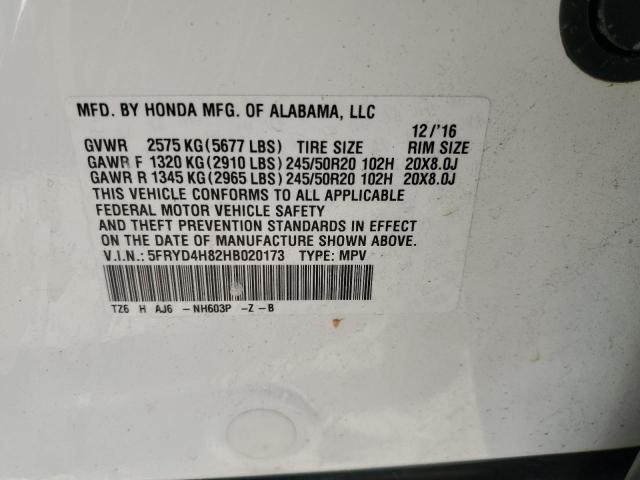 MFD. BY HONDA MFG. OF ALABAMA, LLC
12/'16
GVWR 2575 KG(5677 LBS) TIRE SIZE RIM SIZE
GAWR F 1320 KG(2910 LBS) 245/50R20 102H 20X8.0J
GAWR R 1345 KG(2965 LBS) 245/50R20 102H 20X8.0J
THIS VEHICLE CONFORMS TO ALL APPLICABLE
FEDERAL MOTOR VEHICLE SAFETY
AND THEFT PREVENTION STANDARDS IN EFFECT
ON THE DATE OF MANUFACTURE SHOWN ABOVE.
V.I.N.: 5FRYD4H82HB020173 TYPE: MPV
TZ6 H AJ6 -NH603P -Z-B